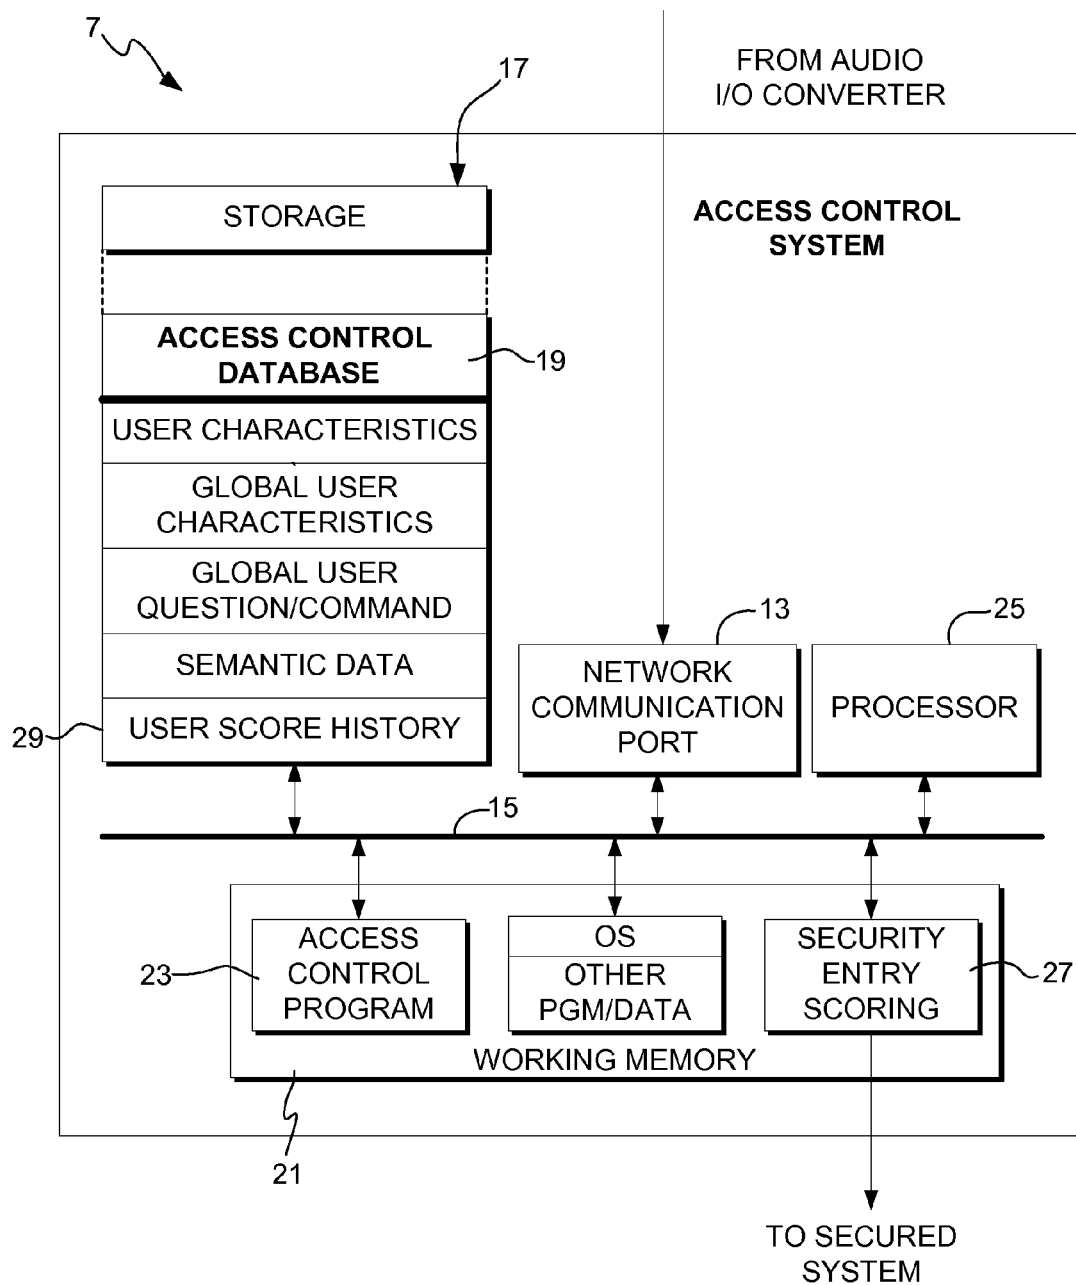 7
FROM AUDIO
I/O CONVERTER
17
STORAGE
ACCESS CONTROL
SYSTEM
ACCESS CONTROL
DATABASE
19
USER CHARACTERISTICS
GLOBAL USER
CHARACTERISTICS
GLOBAL USER
QUESTION/COMMAND
SEMANTIC DATA
USER SCORE HISTORY
29
13
NETWORK
COMMUNICATION
PORT
25
PROCESSOR
15
ACCESS
CONTROL
PROGRAM
23
OS
OTHER
PGM/DATA
SECURITY
ENTRY
SCORING
27
WORKING MEMORY
21
TO SECURED
SYSTEM